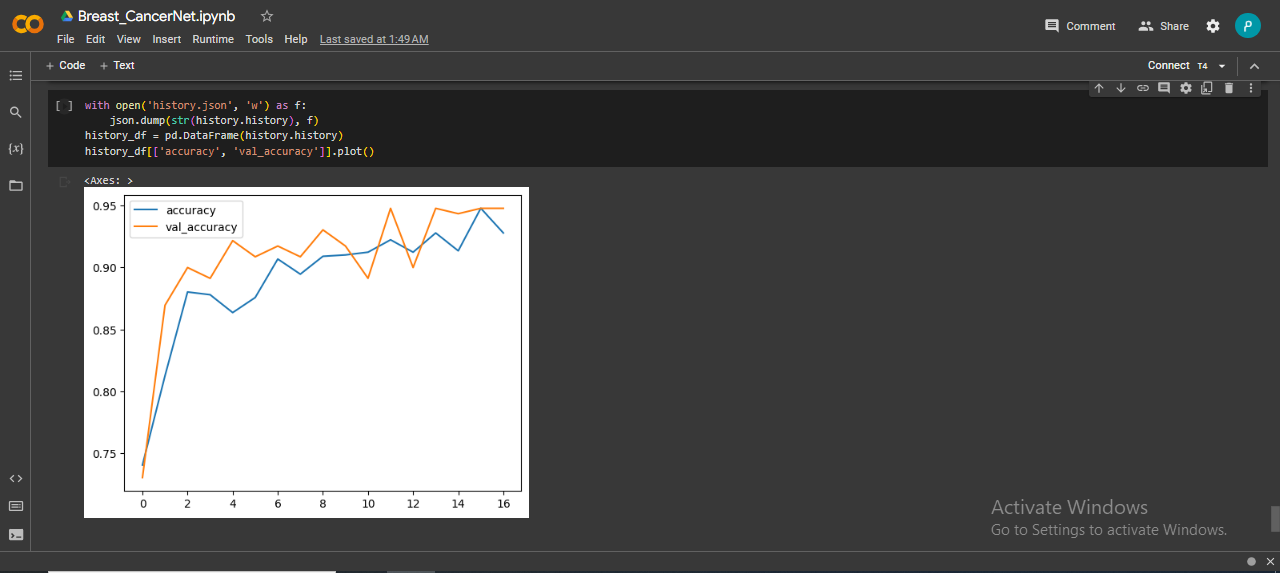 Breast_CancerNet.ipynb
File Edit View Insert Runtime Tools Help Last saved at 1:49 AM
Comment Share P
+ Code + Text
Connect T4
[ ] with open('history.json', 'w') as f:
json.dump(str(history.history), f)
history_df = pd.DataFrame(history.history)
history_df[['accuracy', 'val_accuracy']].plot()
{x}
<Axes: >
accuracy
val_accuracy
0.95
0.90
0.85
0.80
0.75
0 2 4 6 8 10 12 14 16
Activate Windows
Go to Settings to activate Windows.